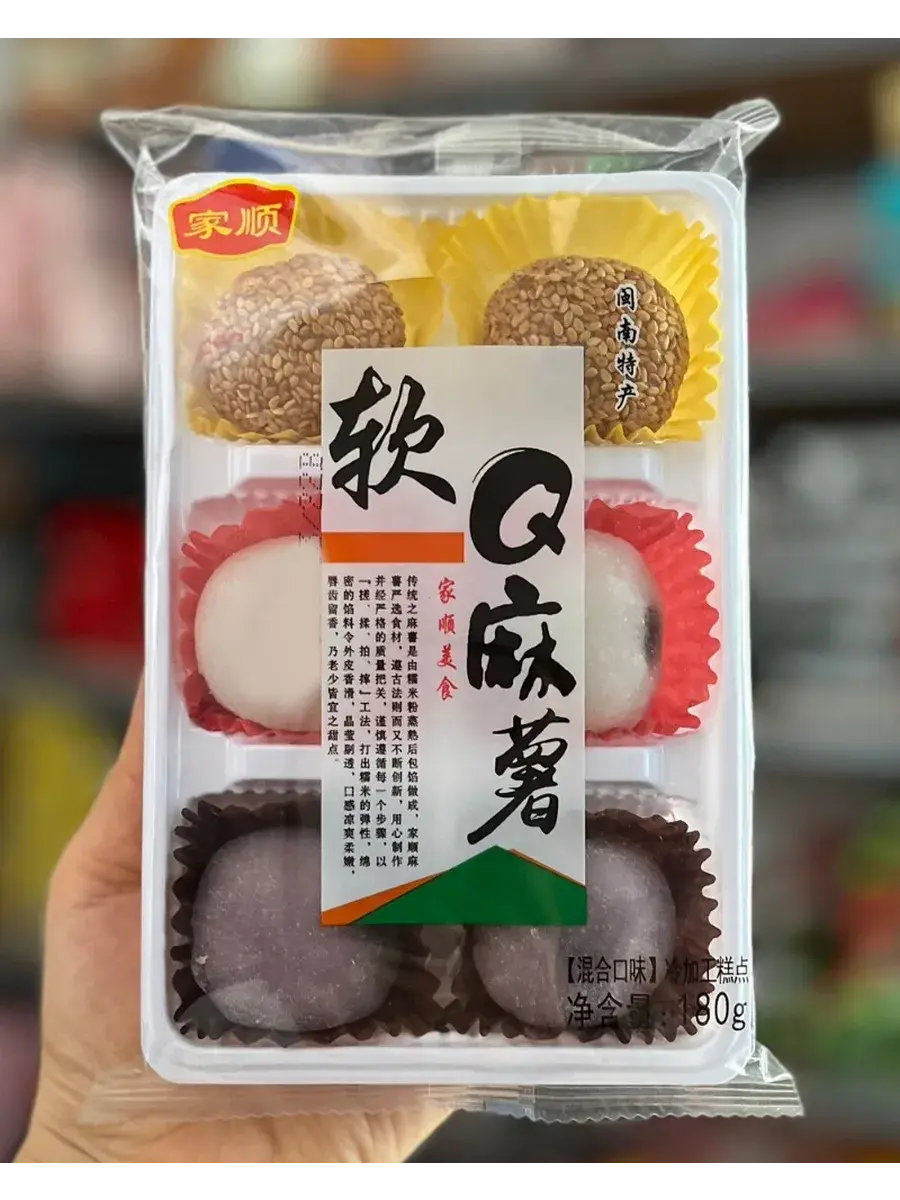 家顺
闽南特产
软Q麻薯
家顺美食
传统之麻薯是由糯米粉蒸熟后包馅做成，家顺麻
薯严选食材，遵古法则而又不断创新，用心制作
并经严格的质量把关，谨慎遵循每一个步骤，以
「搓、揉、拍、摔」工法，打出糯米的弹性，绵
密的馅料令外皮香滑，晶莹剔透，口感凉爽柔嫩，
唇齿留香，乃老少皆宜之甜点。
【混合口味】冷加工糕点
净含量：180g